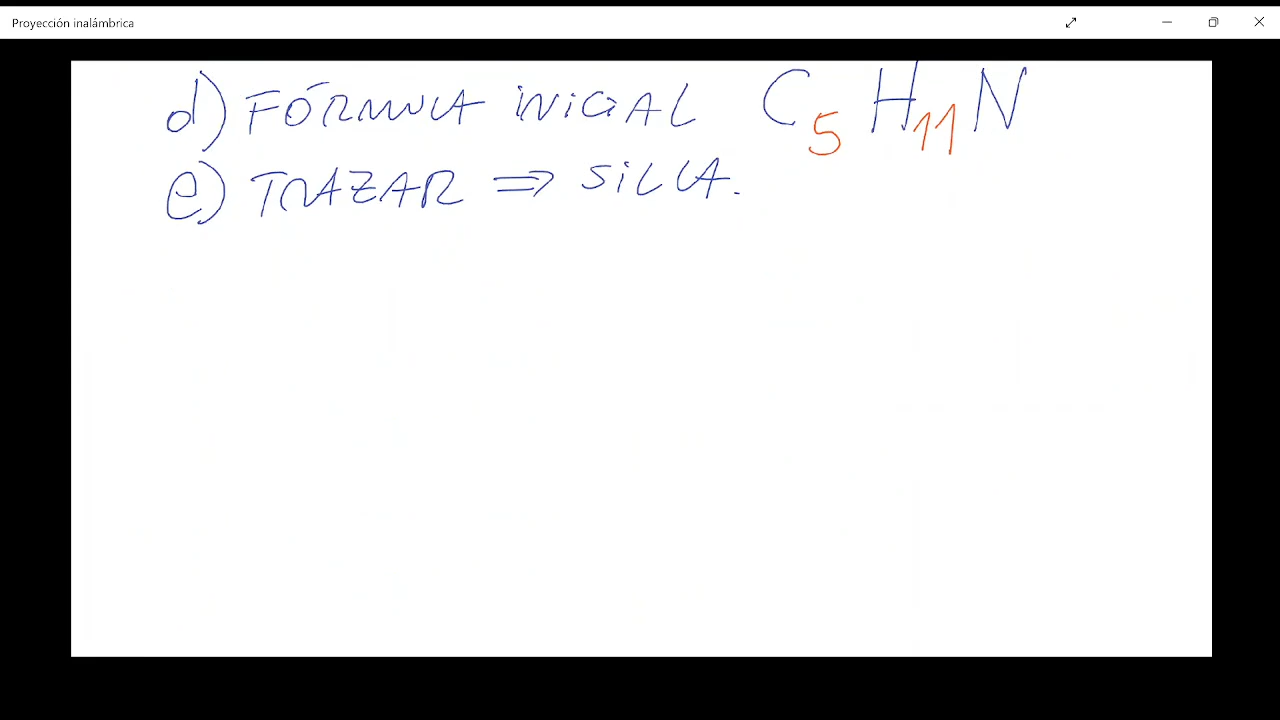 Proyección inalámbrica
d) FÓRMULA INICIAL C5H11N
e) TRAZAR ⇒ SILLA.